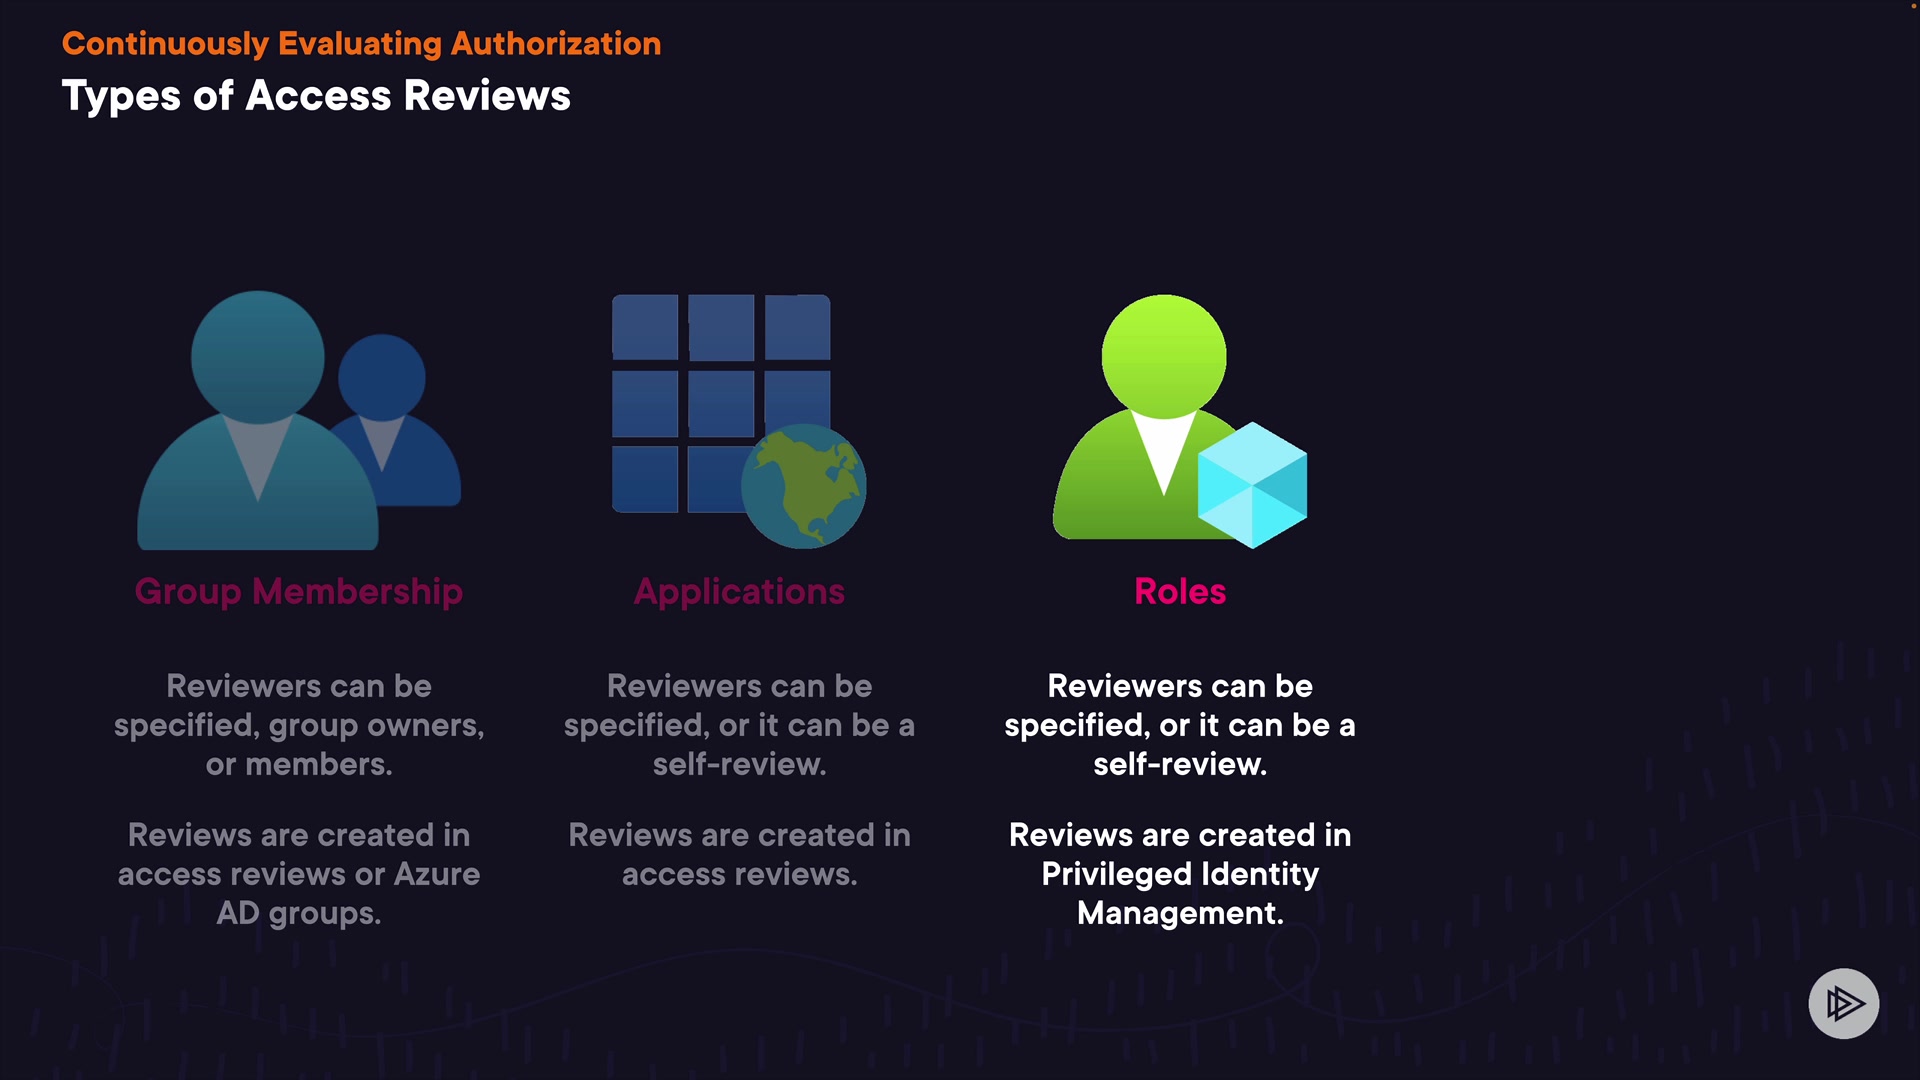 Continuously Evaluating Authorization
Types of Access Reviews
Group Membership
Reviewers can be
specified, group owners,
or members.
Reviews are created in
access reviews or Azure
AD groups.
Applications
Reviewers can be
specified, or it can be a
self-review.
Reviews are created in
access reviews.
Roles
Reviewers can be
specified, or it can be a
self-review.
Reviews are created in
Privileged Identity
Management.